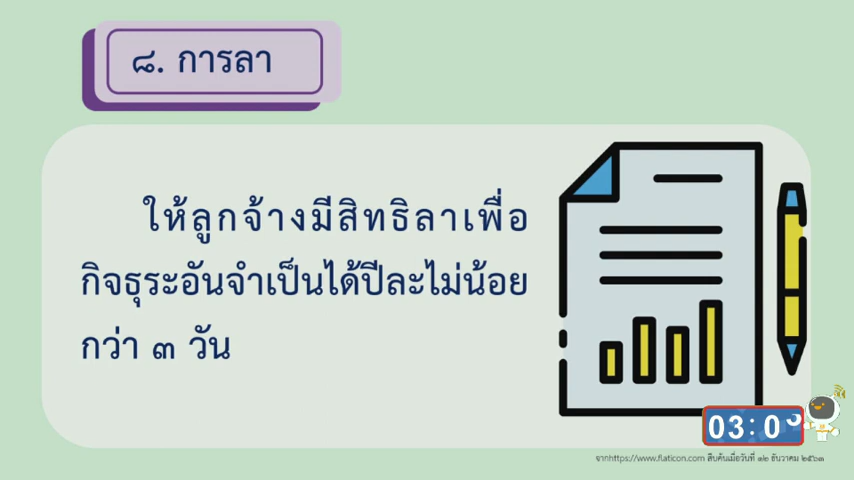 ๘. การลา
ให้ลูกจ้างมีสิทธิลาเพื่อ
กิจธุระอันจำเป็นได้ปีละไม่น้อย
กว่า ๓ วัน
03:0
จากhttps://www.flaticon.com สืบค้นเมื่อวันที่ ๑๒ ธันวาคม ๒๕๖๓